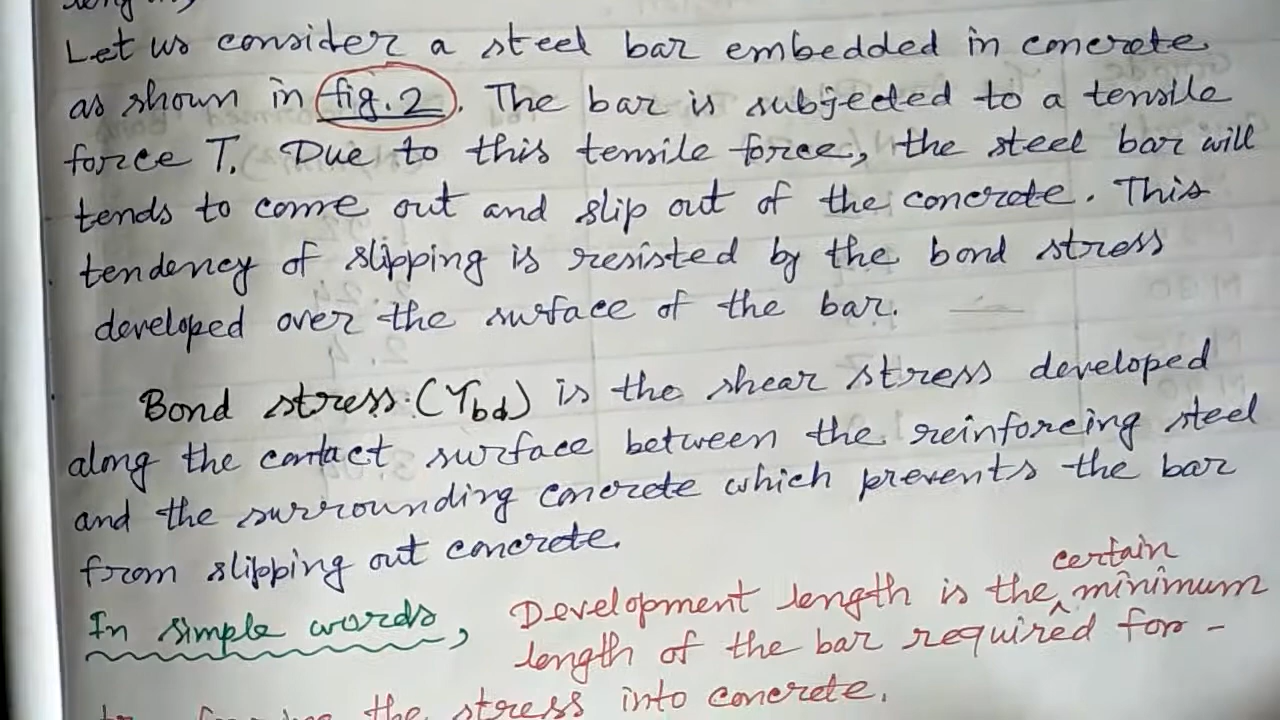 Let us consider a steel bar embedded in concrete
as shown in fig.2. The bar is subjected to a tensile
force T. Due to this tensile force, the steel bar will
tends to come out and slip out of the concrete. This
tendency of slipping is resisted by the bond stress
developed over the surface of the bar.
Bond stress:(τbd) is the shear stress developed
along the contact surface between the reinforcing steel
and the surrounding concrete which prevents the bar
from slipping out concrete.
certain
In simple words, Development length is the ^ minimum
length of the bar required for -
the stress into concrete.